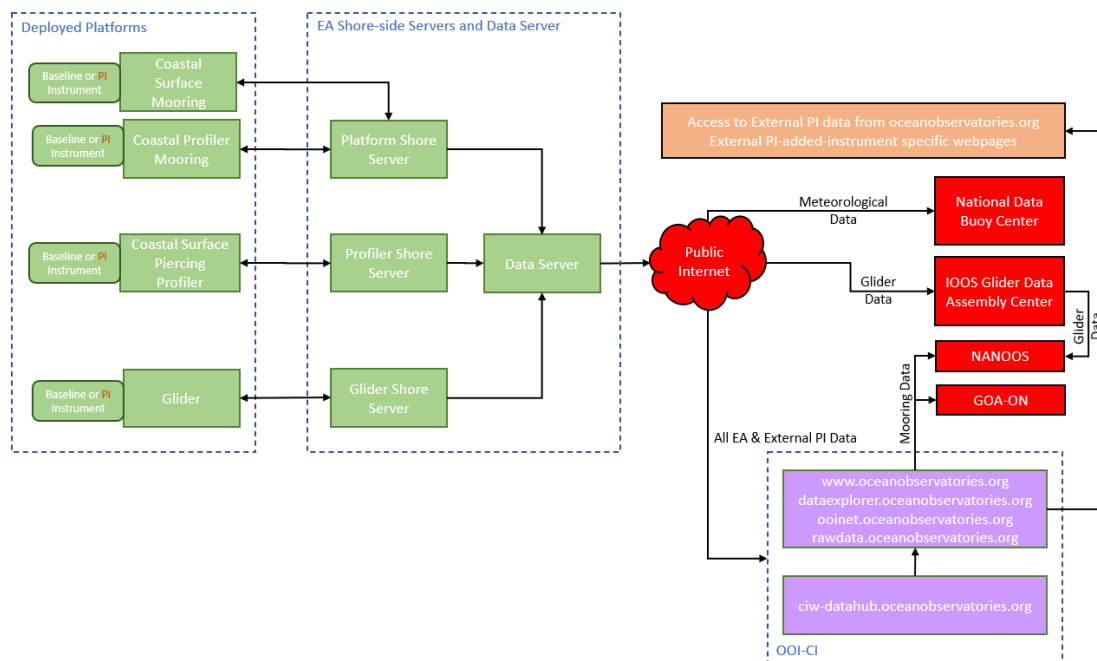 Deployed Platforms
Baseline or PI
Instrument
Coastal
Surface
Mooring
Baseline or PI
Instrument
Coastal Profiler
Mooring
Baseline or PI
Instrument
Coastal Surface
Piercing
Profiler
Baseline or PI
Instrument
Glider
EA Shore-side Servers and Data Server
Platform Shore
Server
Profiler Shore
Server
Glider Shore
Server
Data Server
Public
Internet
Access to External PI data from oceanobservatories.org
External PI-added-instrument specific webpages
Meteorological
Data
National Data
Buoy Center
Glider
Data
IOOS Glider Data
Assembly Center
Glider
Data
NANOOS
GOA-ON
Mooring Data
All EA & External PI Data
www.oceanobservatories.org
dataexplorer.oceanobservatories.org
ooinet.oceanobservatories.org
rawdata.oceanobservatories.org
ciw-datahub.oceanobservatories.org
OOI-CI